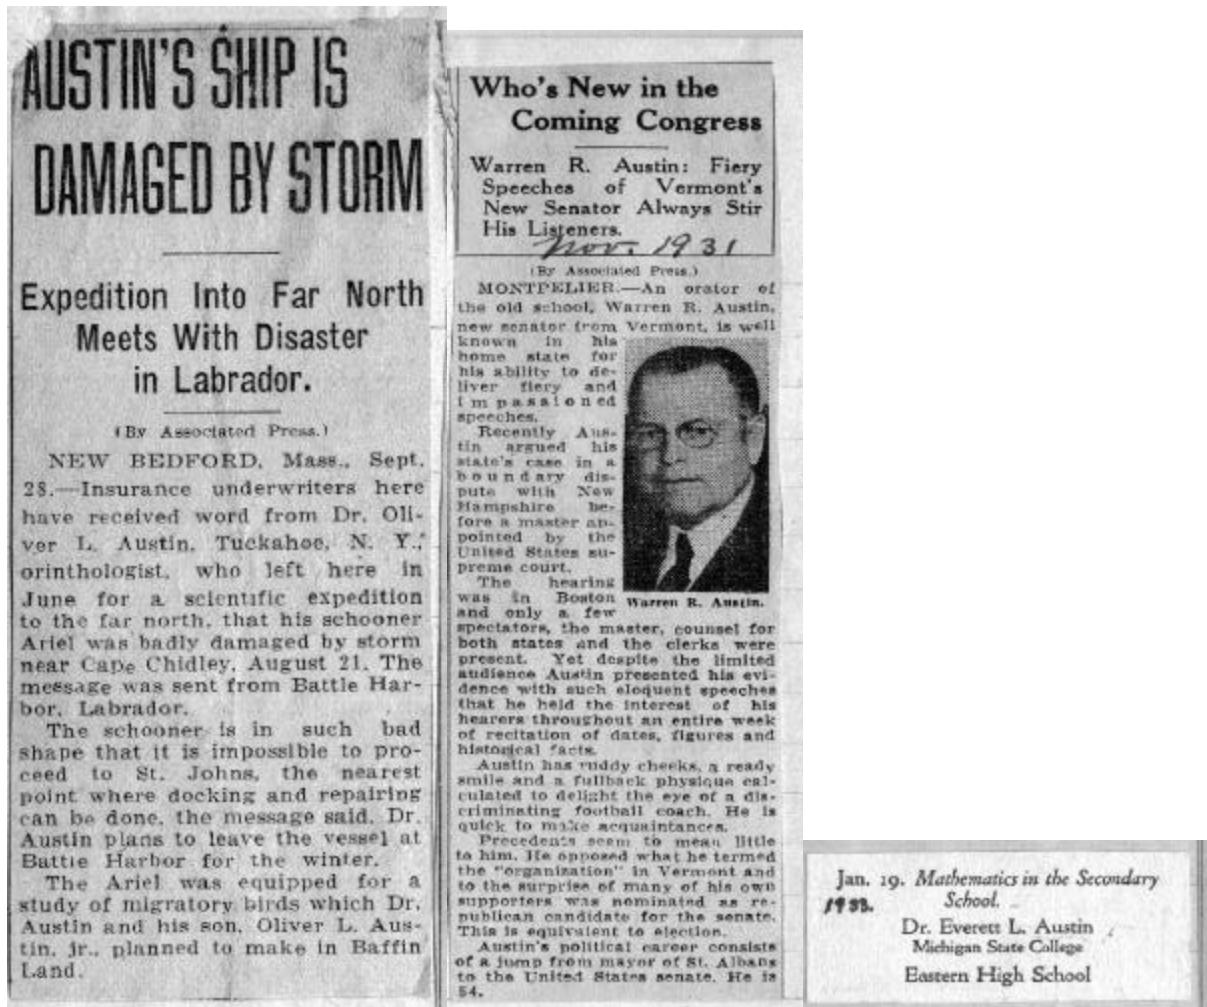 AUSTIN'S SHIP IS
DAMAGED BY STORM
Expedition Into Far North
Meets With Disaster
in Labrador.
(By Associated Press.)
NEW BEDFORD, Mass., Sept.
28.—Insurance underwriters here
have received word from Dr. Oli-
ver L. Austin, Tuckahoe, N. Y.,
orinthologist, who left here in
June for a scientific expedition
to the far north, that his schooner
Ariel was badly damaged by storm
near Cape Chidley, August 21. The
message was sent from Battle Har-
bor, Labrador.
The schooner is in such bad
shape that it is impossible to pro-
ceed to St. Johns, the nearest
point where docking and repairing
can be done, the message said. Dr.
Austin plans to leave the vessel at
Battle Harbor for the winter.
The Ariel was equipped for a
study of migratory birds which Dr.
Austin and his son, Oliver L. Aus-
tin, jr., planned to make in Baffin
Land.
Who's New in the
Coming Congress
Warren R. Austin: Fiery
Speeches of Vermont's
New Senator Always Stir
His Listeners.
Nov. 1931
(By Associated Press.)
MONTPELIER.—An orator of
the old school, Warren R. Austin,
new senator from Vermont, is well
known in his
home state for
his ability to de-
liver fiery and
impassioned
speeches.
Recently Aus-
tin argued his
state's case in a
boundary dis-
pute with New
Hampshire be-
fore a master ap-
pointed by the
United States su-
preme court.
The hearing
was in Boston
and only a few
Warren R. Austin.
spectators, the master, counsel for
both states and the clerks were
present. Yet despite the limited
audience Austin presented his evi-
dence with such eloquent speeches
that he held the interest of his
hearers throughout an entire week
of recitation of dates, figures and
historical facts.
Austin has ruddy cheeks, a ready
smile and a fullback physique cal-
culated to delight the eye of a dis-
criminating football coach. He is
quick to make acquaintances.
Precedents seem to mean little
to him. He opposed what he termed
the "organization" in Vermont and
to the surprise of many of his own
supporters was nominated as re-
publican candidate for the senate.
This is equivalent to election.
Austin's political career consists
of a jump from mayor of St. Albans
to the United States senate. He is
54.
Jan. 19. Mathematics in the Secondary
1933. School.
Dr. Everett L. Austin
Michigan State College
Eastern High School